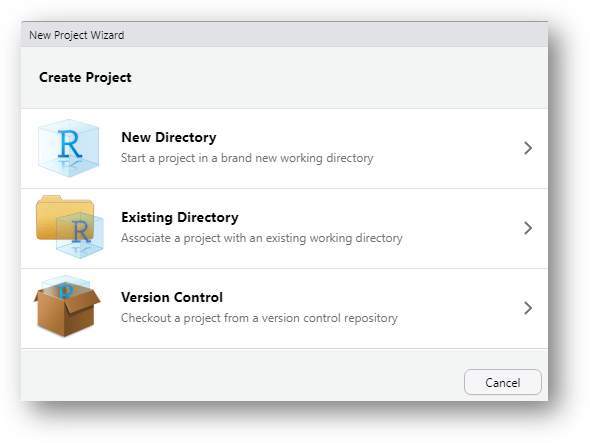 New Project Wizard
Create Project
R
New Directory
Start a project in a brand new working directory
R
Existing Directory
Associate a project with an existing working directory
R
Version Control
Checkout a project from a version control repository
Cancel